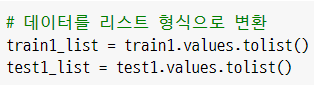 # 데이터를 리스트 형식으로 변환
train1_list = train1.values.tolist()
test1_list = test1.values.tolist()